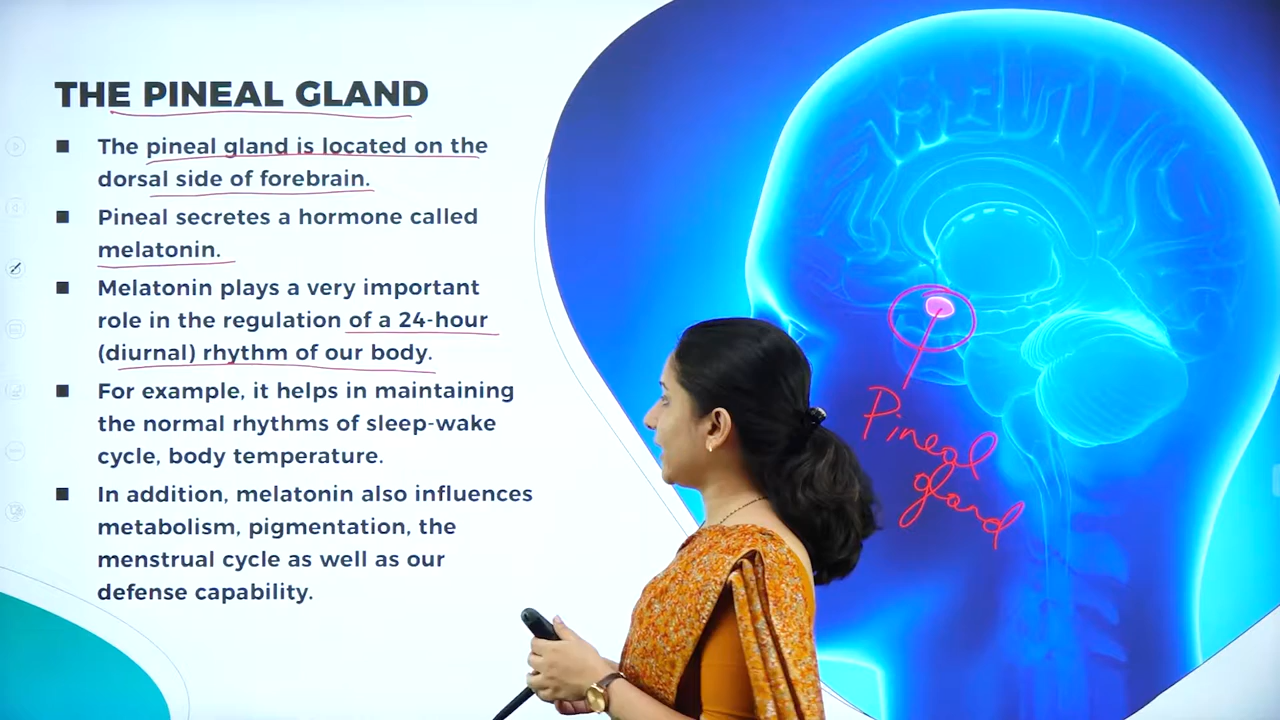 THE PINEAL GLAND
■ The pineal gland is located on the
dorsal side of forebrain.
■ Pineal secretes a hormone called
melatonin.
■ Melatonin plays a very important
role in the regulation of a 24-hour
(diurnal) rhythm of our body.
■ For example, it helps in maintaining
the normal rhythms of sleep-wake
cycle, body temperature.
■ In addition, melatonin also influences
metabolism, pigmentation, the
menstrual cycle as well as our
defense capability.
Pineal
gland